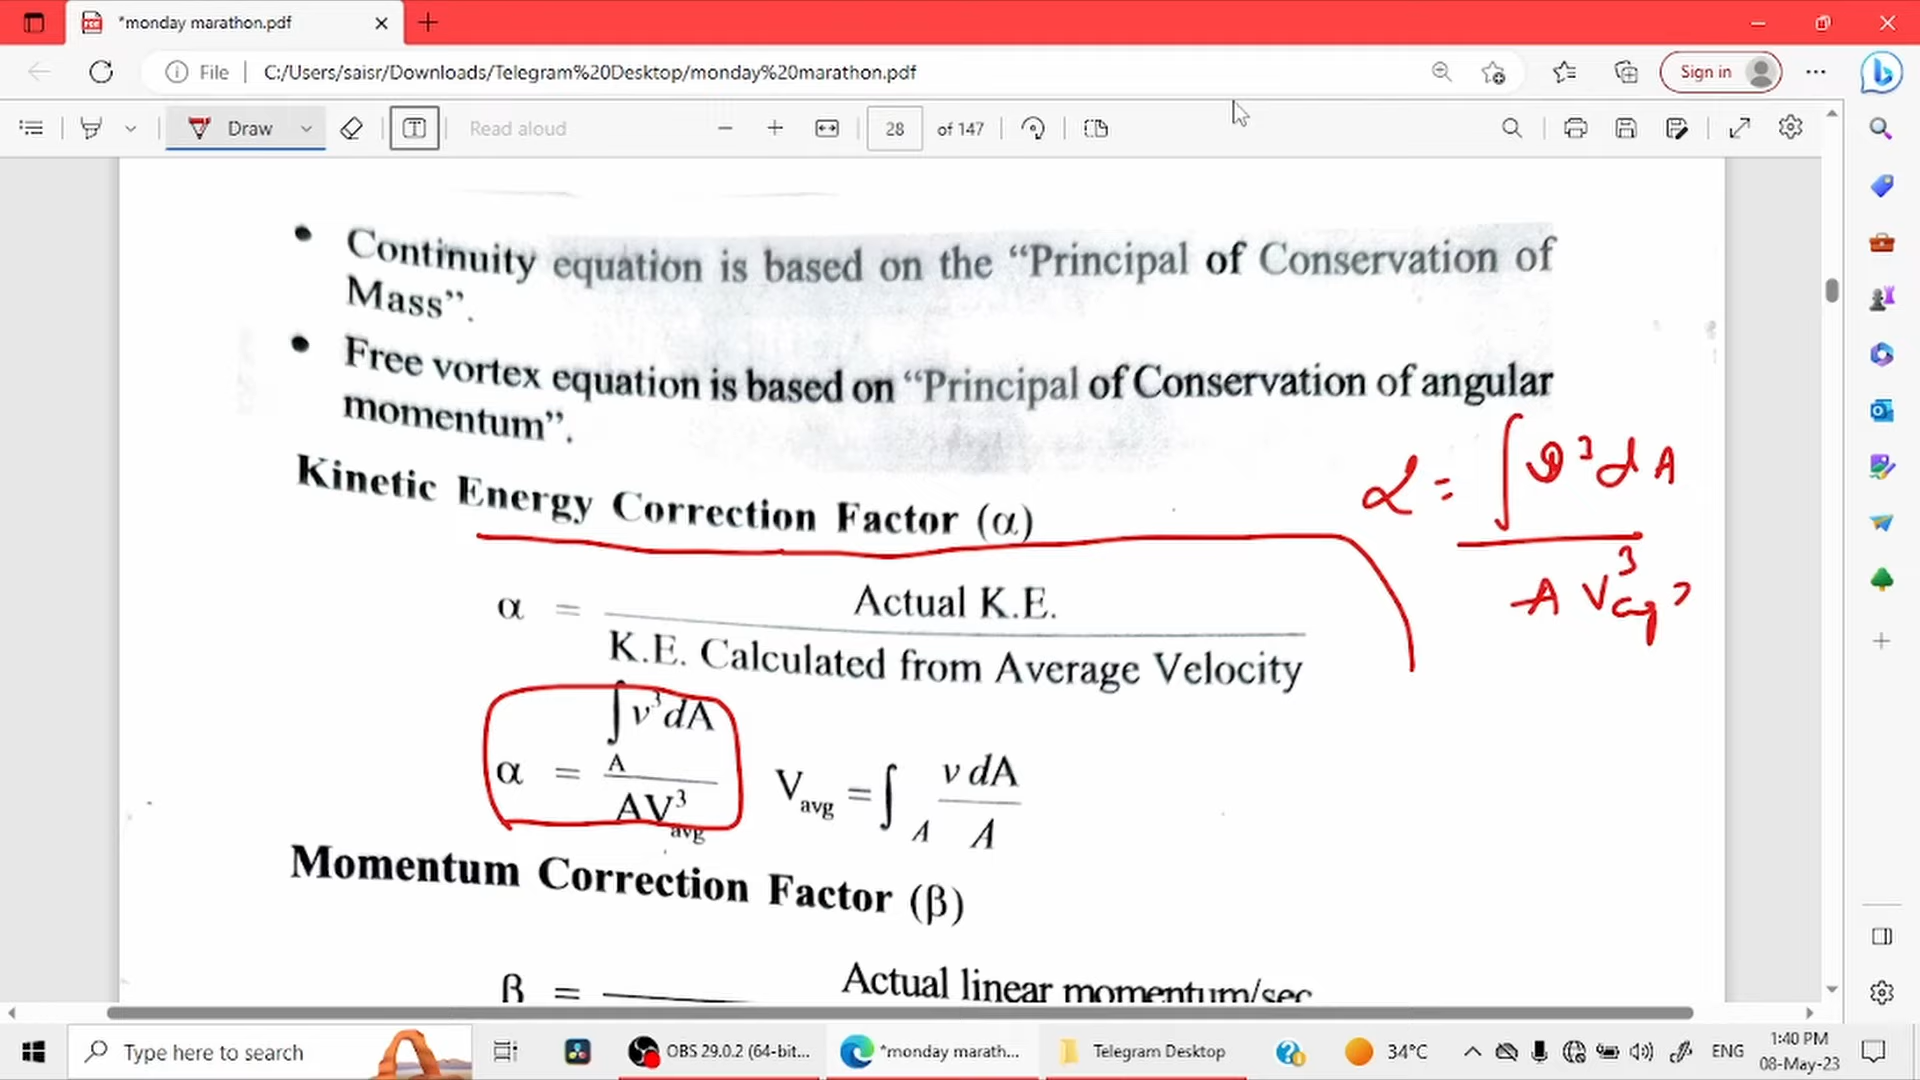 *monday marathon.pdf
File C:/Users/saisr/Downloads/Telegram%20Desktop/monday%20marathon.pdf Sign in
Draw Read aloud 28 of 147
• Continuity equation is based on the “Principal of Conservation of
Mass”.
• Free vortex equation is based on “Principal of Conservation of angular
momentum”.
Kinetic Energy Correction Factor (α)
α = ∫ v³ dA
A V³avg
α = Actual K.E.
K.E. Calculated from Average Velocity
∫ v³dA
α = A
AV³avg
Vavg = ∫A v dA
A
Momentum Correction Factor (β)
β = Actual linear momentum/sec
Type here to search OBS 29.0.2 (64-bit... *monday marath... Telegram Desktop 34°C ENG 1:40 PM
08-May-23